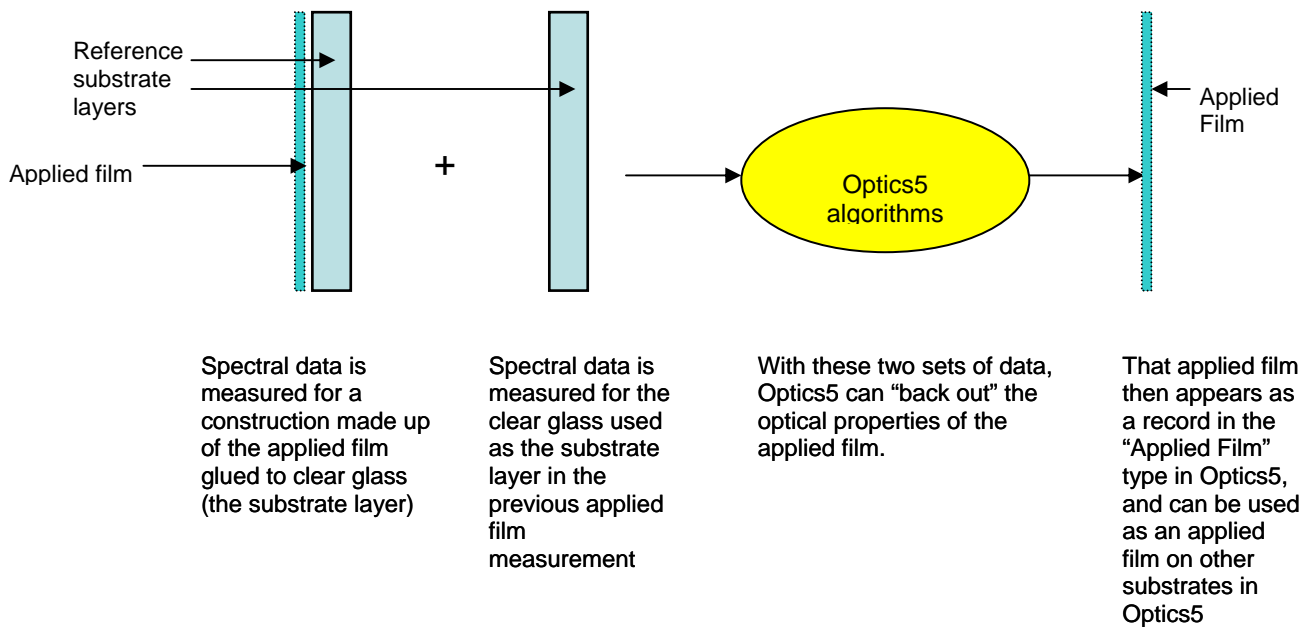 Reference
substrate
layers
Applied film
+
Optics5
algorithms
Applied
Film
Spectral data is
measured for a
construction made up
of the applied film
glued to clear glass
(the substrate layer)
Spectral data is
measured for the
clear glass used
as the substrate
layer in the
previous applied
film
measurement
With these two sets of data,
Optics5 can “back out” the
optical properties of the
applied film.
That applied film
then appears as
a record in the
“Applied Film”
type in Optics5,
and can be used
as an applied
film on other
substrates in
Optics5